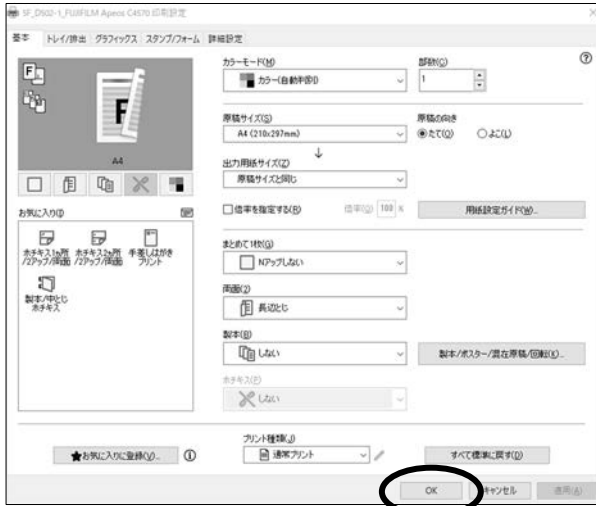 SF_D502-1_FUJIFILM Apeos C4570 印刷設定
基本 トレイ/排出 グラフィックス スタンプ/フォーム 詳細設定
カラーモード(M)
部数(C)
カラー(自動判別)
1
原稿サイズ(S)
原稿の向き
A4 (210x297mm)
たて(O)
よこ(L)
A4
出力用紙サイズ(Z)
原稿サイズと同じ
倍率を指定する(R)
倍率(G) 100 %
用紙設定ガイド(W)...
お気に入り(I)
ホチキス1ヵ所/2アップ/両面
ホチキス2ヵ所/2アップ/両面
手差しはがきプリント
製本/中とじホチキス
まとめて1枚(G)
Nアップしない
両面(2)
長辺とじ
製本(B)
しない
製本/ポスター/混在原稿/回転(K)...
ホチキス(P)
しない
プリント種類(J)
★お気に入りに登録(V)...
通常プリント
すべて標準に戻す(D)
OK
キャンセル
適用(A)